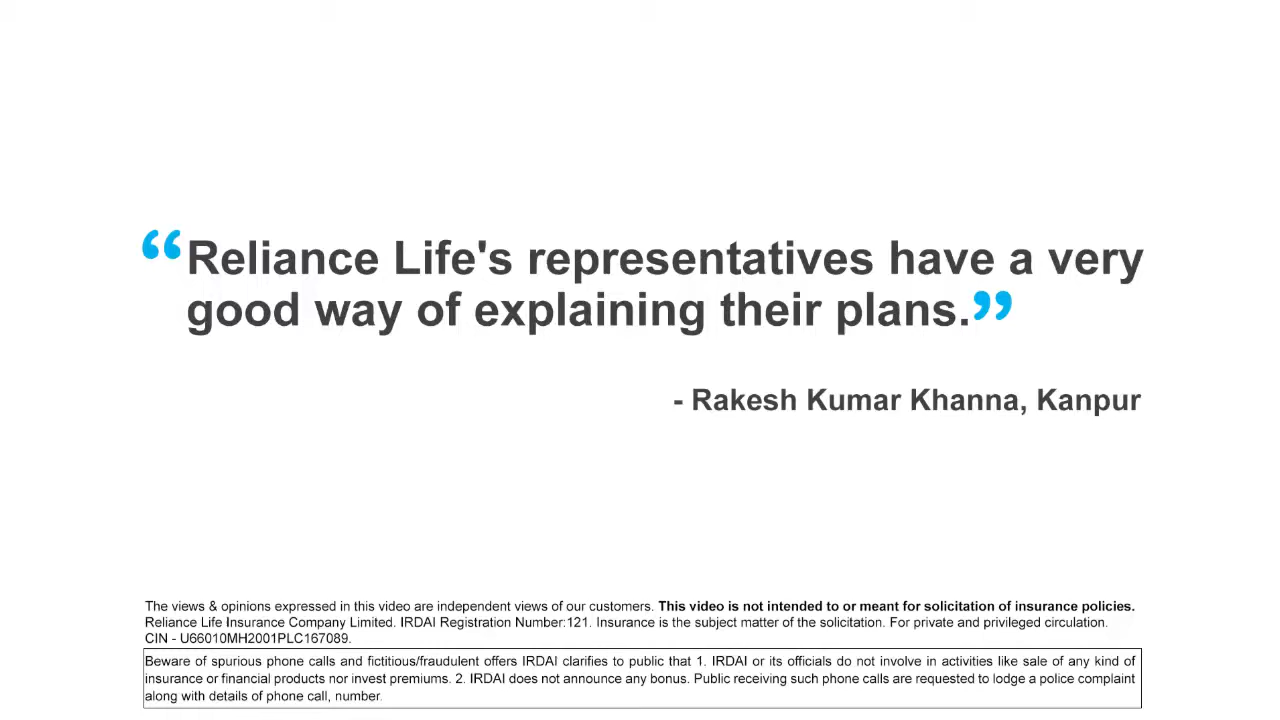 “Reliance Life's representatives have a very
good way of explaining their plans.”
- Rakesh Kumar Khanna, Kanpur
The views & opinions expressed in this video are independent views of our customers. This video is not intended to or meant for solicitation of insurance policies.
Reliance Life Insurance Company Limited. IRDAI Registration Number:121. Insurance is the subject matter of the solicitation. For private and privileged circulation.
CIN - U66010MH2001PLC167089.
Beware of spurious phone calls and fictitious/fraudulent offers IRDAI clarifies to public that 1. IRDAI or its officials do not involve in activities like sale of any kind of
insurance or financial products nor invest premiums. 2. IRDAI does not announce any bonus. Public receiving such phone calls are requested to lodge a police complaint
along with details of phone call, number.